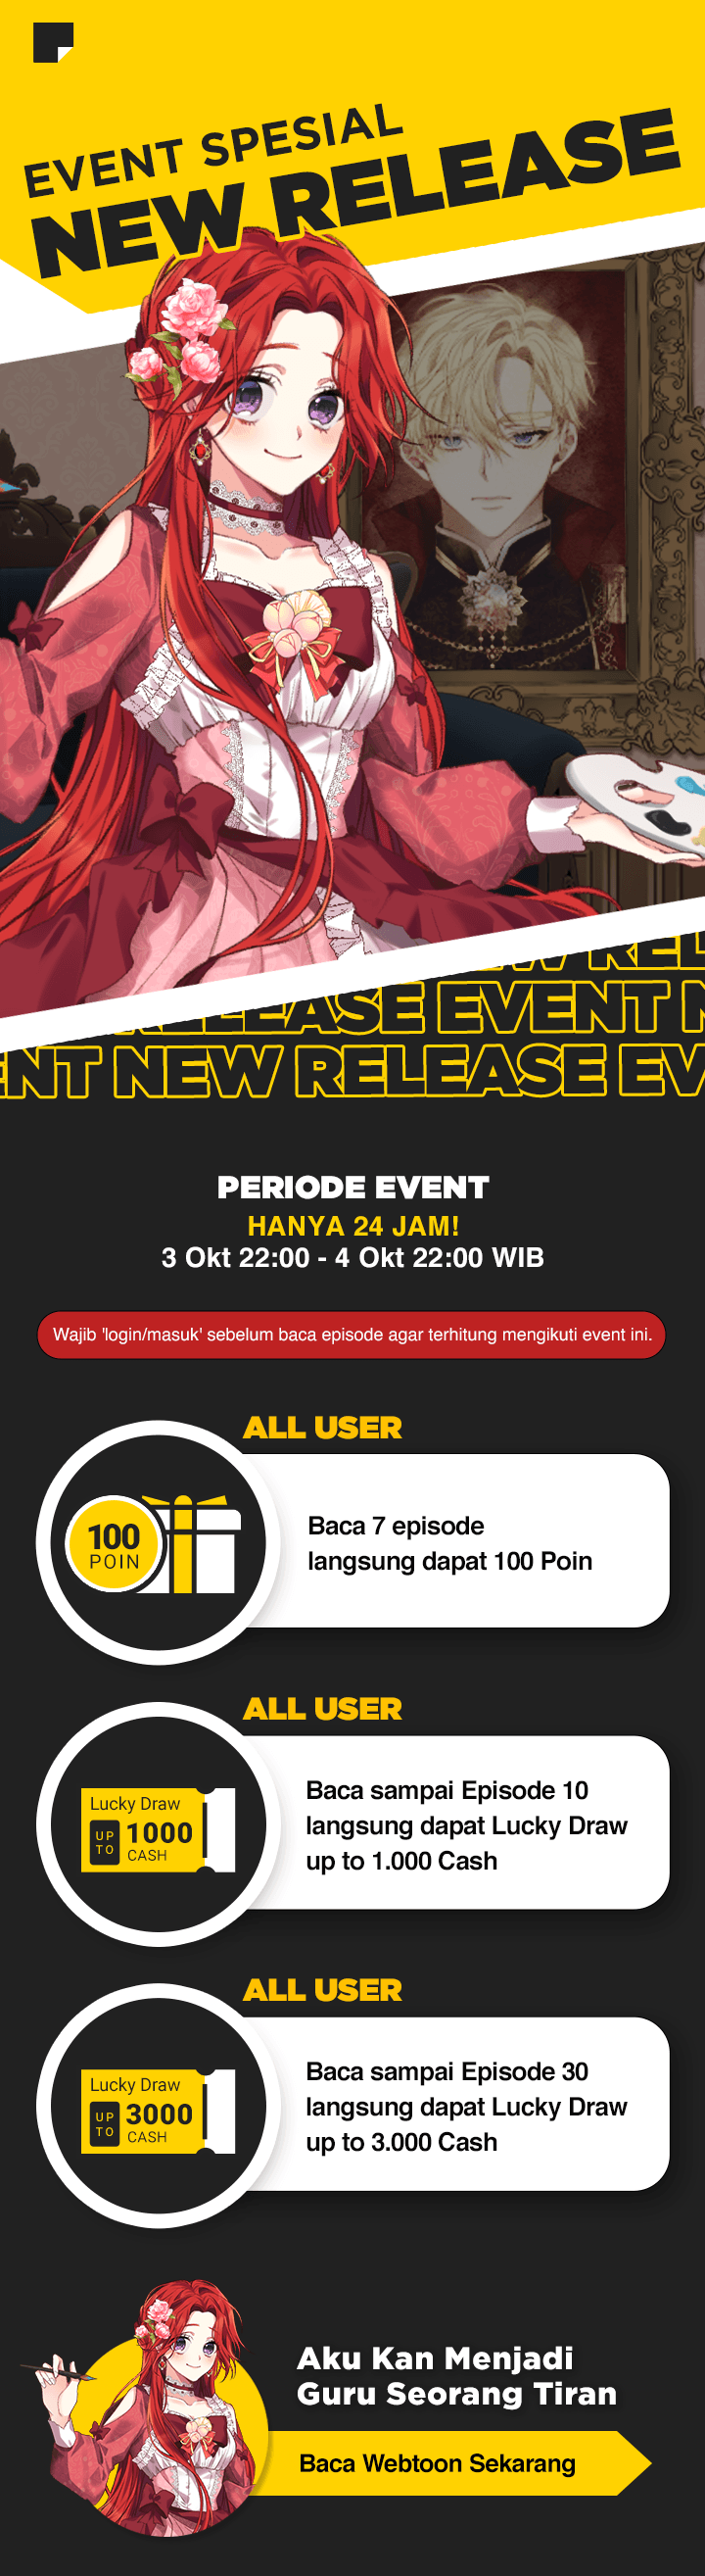 EVENT SPESIAL
NEW RELEASE
NEW REL
RELEASE EVENT N
ENT NEW RELEASE EV
PERIODE EVENT
HANYA 24 JAM!
3 Okt 22:00 - 4 Okt 22:00 WIB
Wajib 'login/masuk' sebelum baca episode agar terhitung mengikuti event ini.
ALL USER
100
POIN
Baca 7 episode
langsung dapat 100 Poin
ALL USER
Lucky Draw
UP TO 1000
CASH
Baca sampai Episode 10
langsung dapat Lucky Draw
up to 1.000 Cash
ALL USER
Lucky Draw
UP TO 3000
CASH
Baca sampai Episode 30
langsung dapat Lucky Draw
up to 3.000 Cash
Aku Kan Menjadi
Guru Seorang Tiran
Baca Webtoon Sekarang